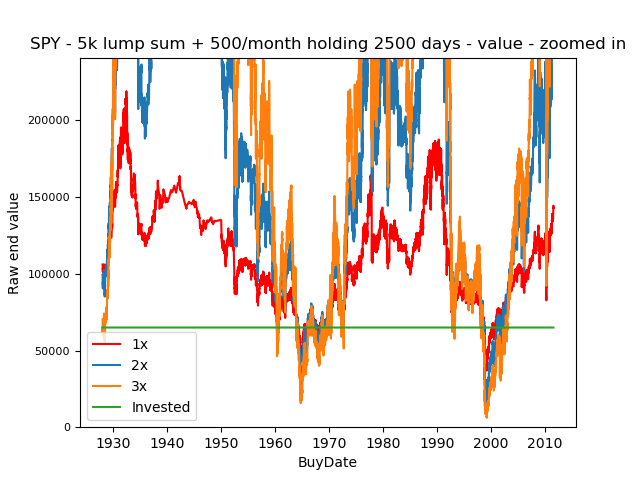 SPY - 5k lump sum + 500/month holding 2500 days - value - zoomed in
Raw end value
200000
150000
100000
50000
0
1x
2x
3x
Invested
1930 1940 1950 1960 1970 1980 1990 2000 2010
BuyDate